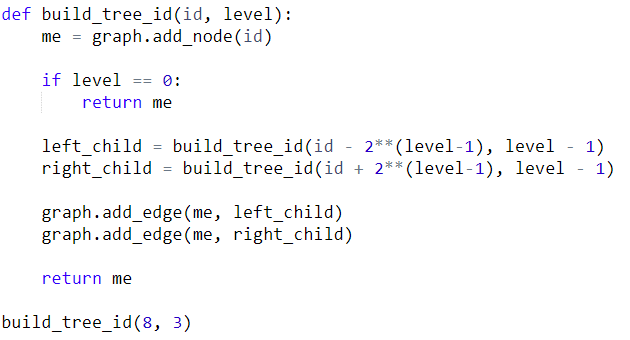 def build_tree_id(id, level):
    me = graph.add_node(id)

    if level == 0:
        return me

    left_child = build_tree_id(id - 2**(level-1), level - 1)
    right_child = build_tree_id(id + 2**(level-1), level - 1)

    graph.add_edge(me, left_child)
    graph.add_edge(me, right_child)

    return me

build_tree_id(8, 3)